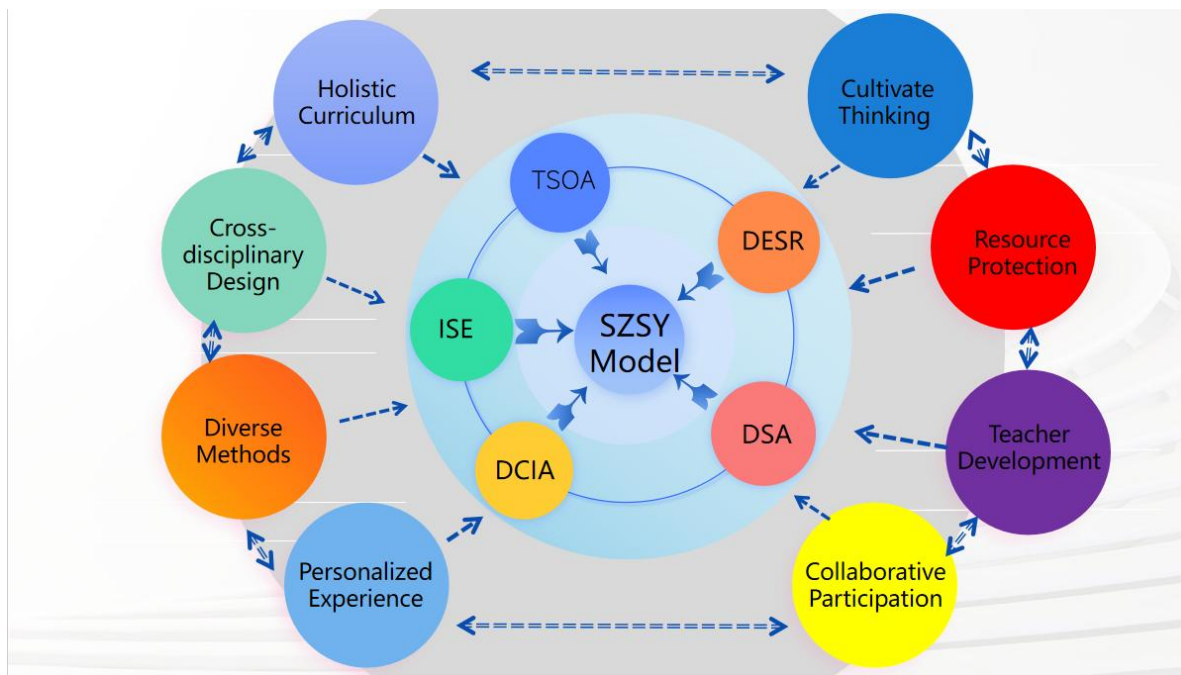 Holistic
Curriculum
Cultivate
Thinking
TSOA
Cross-
disciplinary
Design
DESR
Resource
Protection
ISE
SZSY
Model
Diverse
Methods
DCIA
DSA
Teacher
Development
Personalized
Experience
Collaborative
Participation